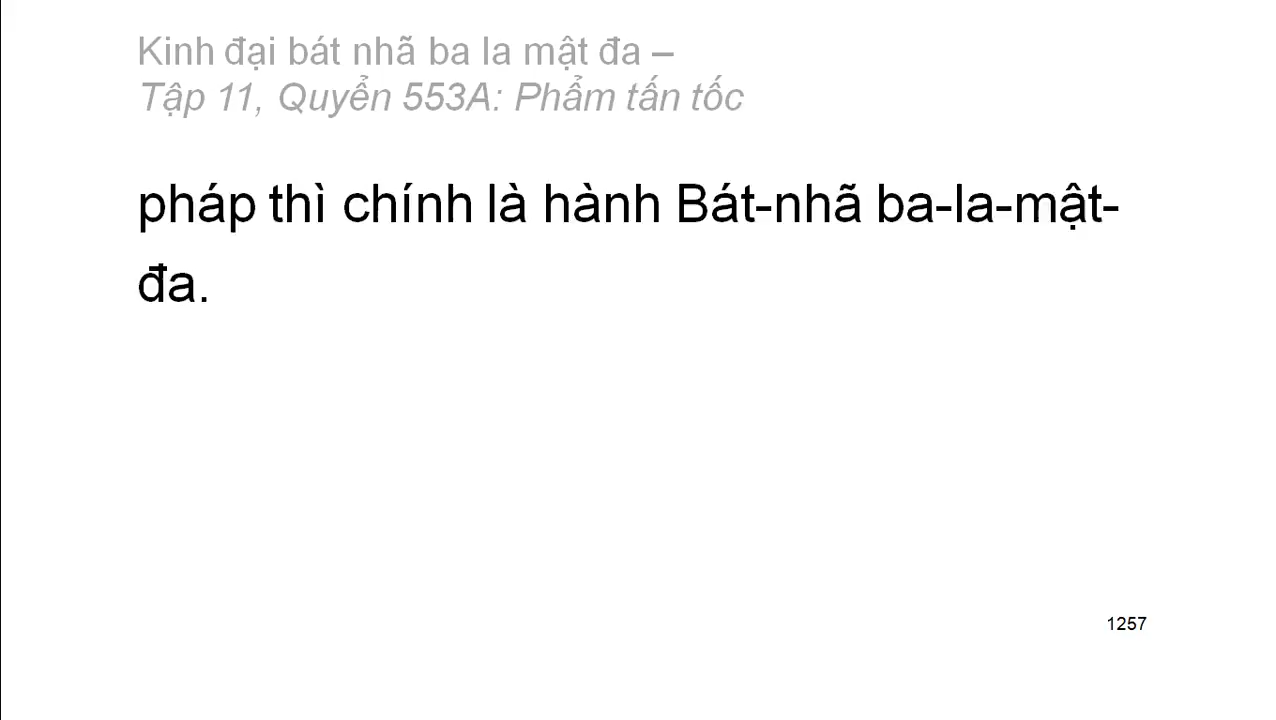 Kinh đại bát nhã ba la mật đa –
Tập 11, Quyển 553A: Phẩm tấn tốc
pháp thì chính là hành Bát-nhã ba-la-mật-
đa.
1257